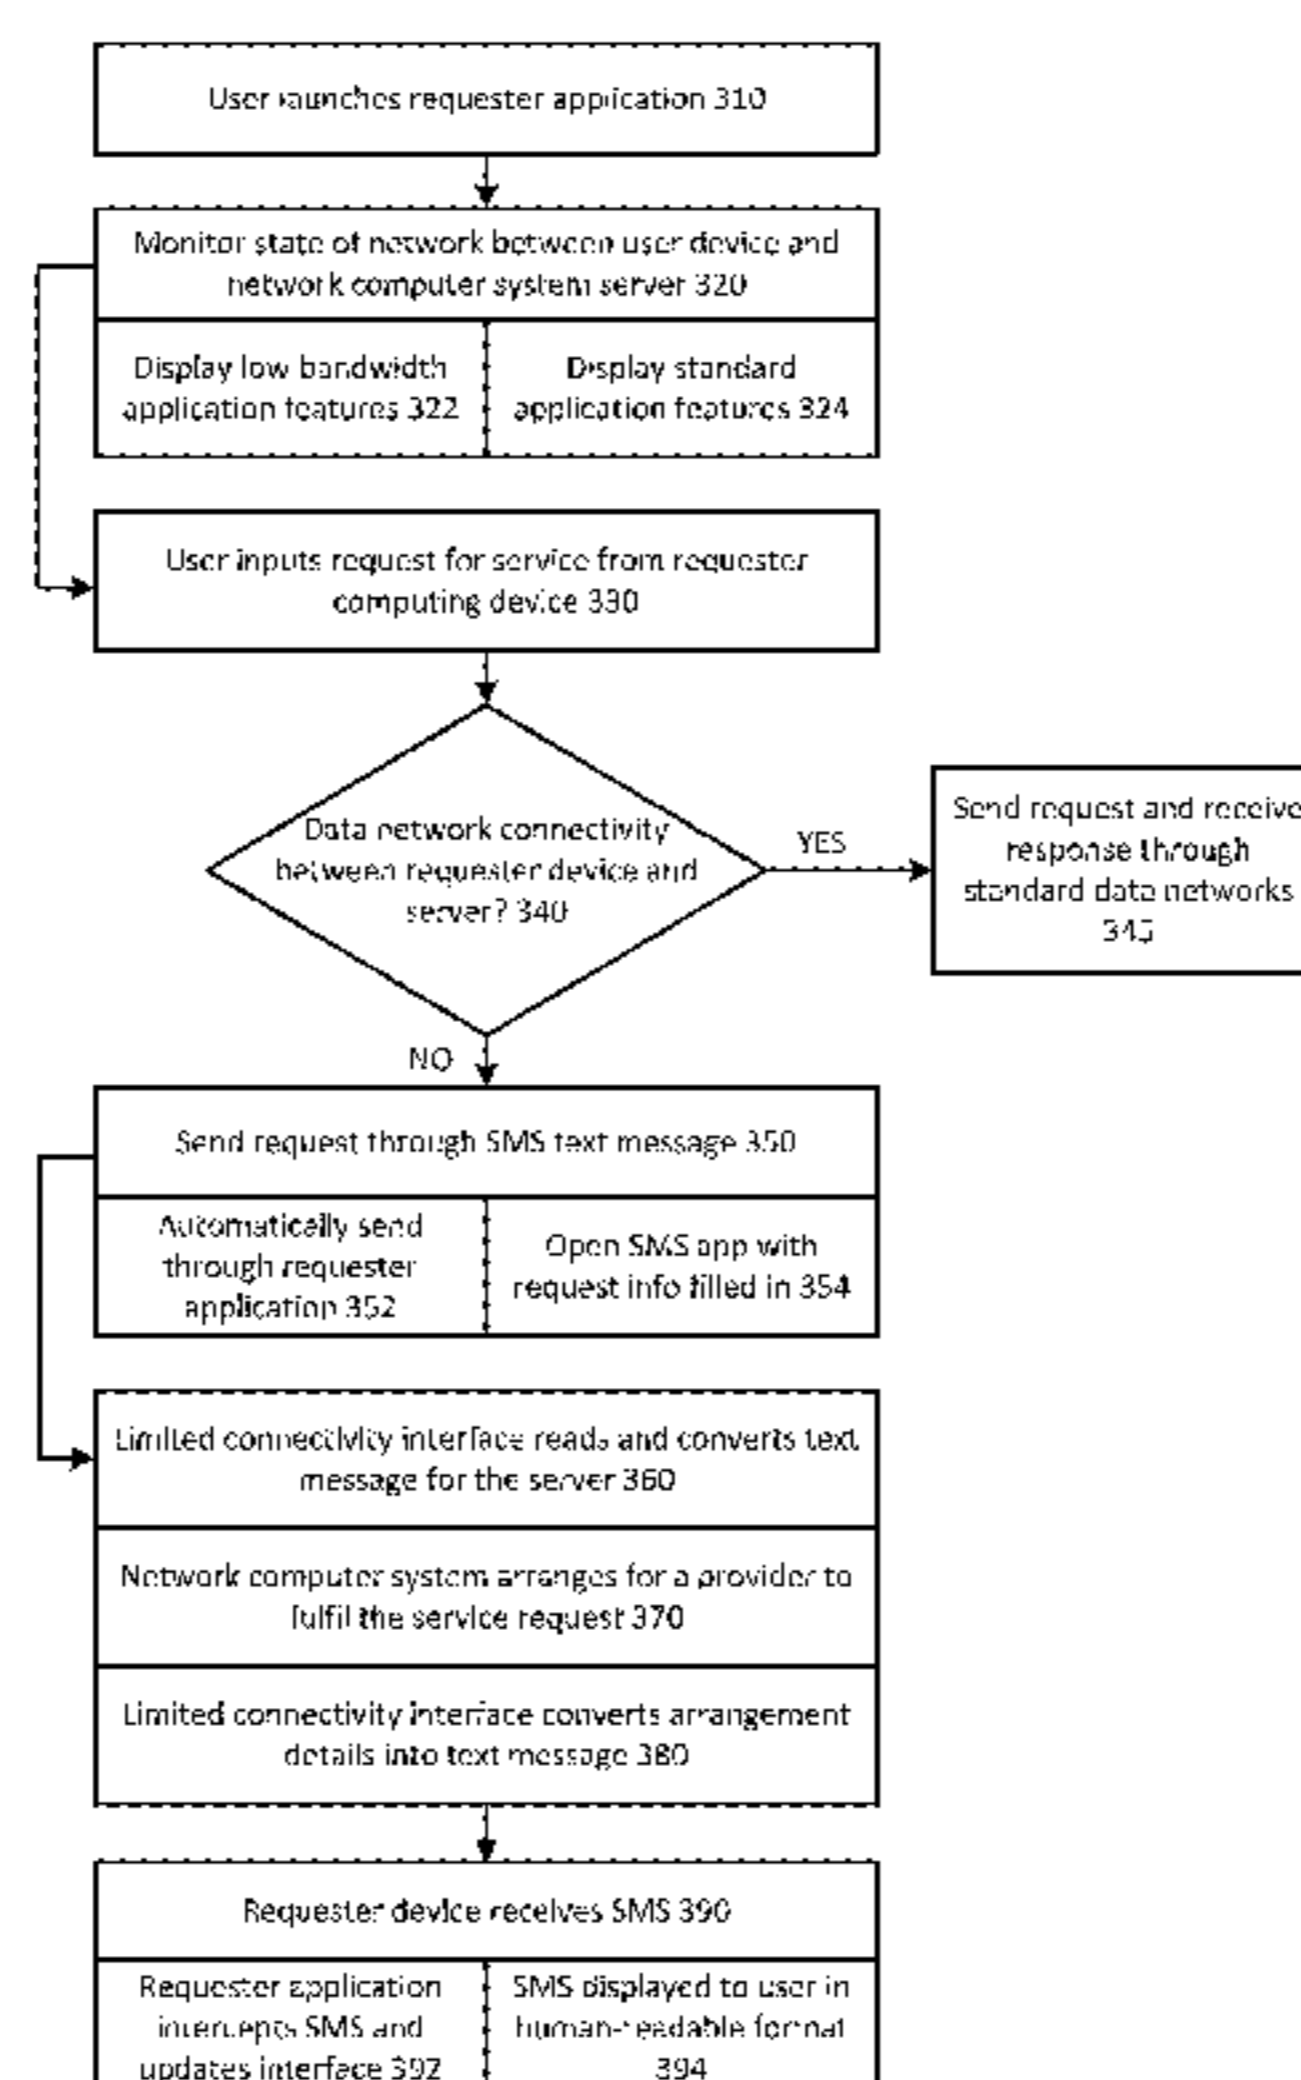 User launches requester application 310
Monitor state of network between user device and
network computer system server 320
Display low bandwidth
application features 322
Display standard
application features 324
User inputs request for service from requester
computing device 330
Data network connectivity
between requester device and
server? 340
YES
Send request and receive
response through
standard data networks
345
NO
Send request through SMS text message 350
Automatically send
through requester
application 352
Open SMS app with
request info filled in 354
Limited connectivity interface reads and converts text
message for the server 360
Network computer system arranges for a provider to
fulfil the service request 370
Limited connectivity interface converts arrangement
details into text message 380
Requester device receives SMS 390
Requester application
intercepts SMS and
updates interface 392
SMS displayed to user in
human-readable format
394